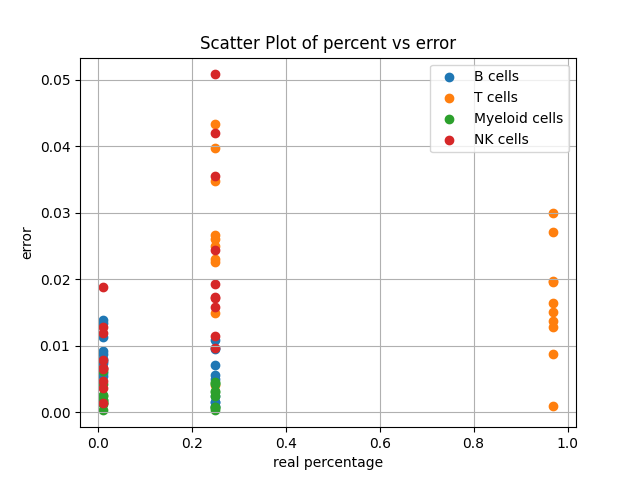 Scatter Plot of percent vs error
B cells
T cells
Myeloid cells
NK cells
0.05
0.04
0.03
0.02
0.01
0.00
error
0.0
0.2
0.4
0.6
0.8
1.0
real percentage